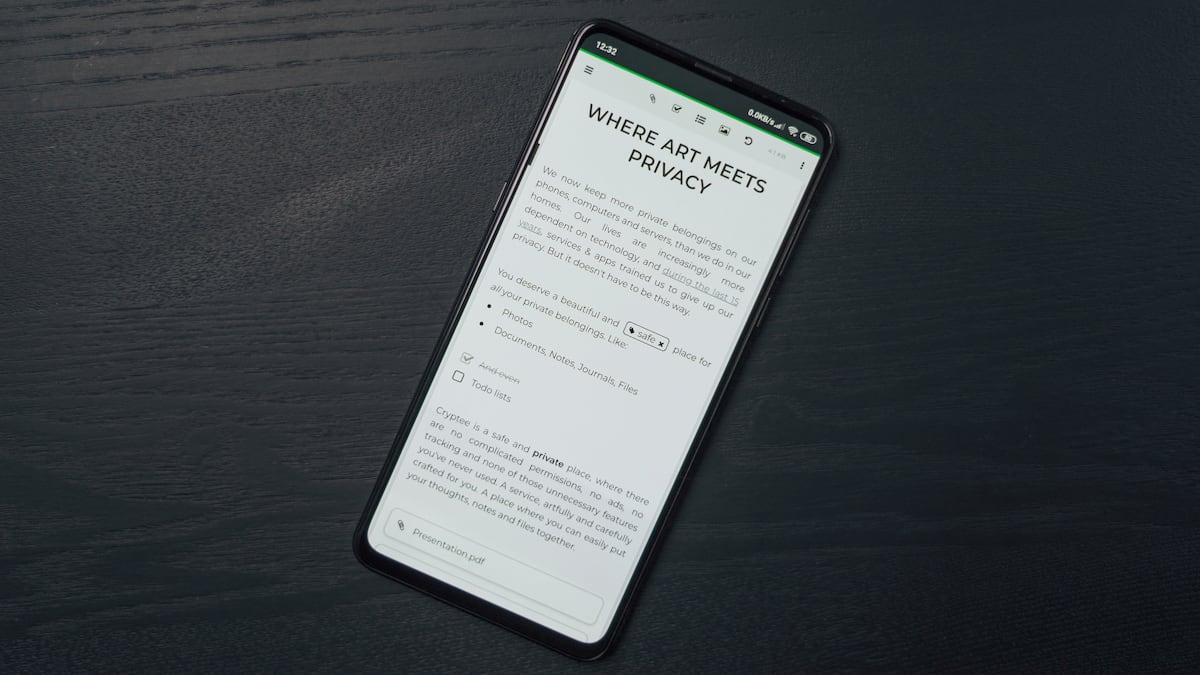 12:32
0.0KB/s
4.1 KB
WHERE ART MEETS
PRIVACY
We now keep more private belongings on our
phones, computers and servers, than we do in our
homes. Our lives are increasingly more
dependent on technology, and during the last 15
years, services & apps trained us to give up our
privacy. But it doesn't have to be this way.
You deserve a beautiful and safe place for
all your private belongings. Like:
Photos
Documents, Notes, Journals, Files
And even
Todo lists
Cryptee is a safe and private place, where there
are no complicated permissions, no ads, no
tracking and none of those unnecessary features
you've never used. A service, artfully and carefully
crafted for you. A place where you can easily put
your thoughts, notes and files together.
Presentation.pdf